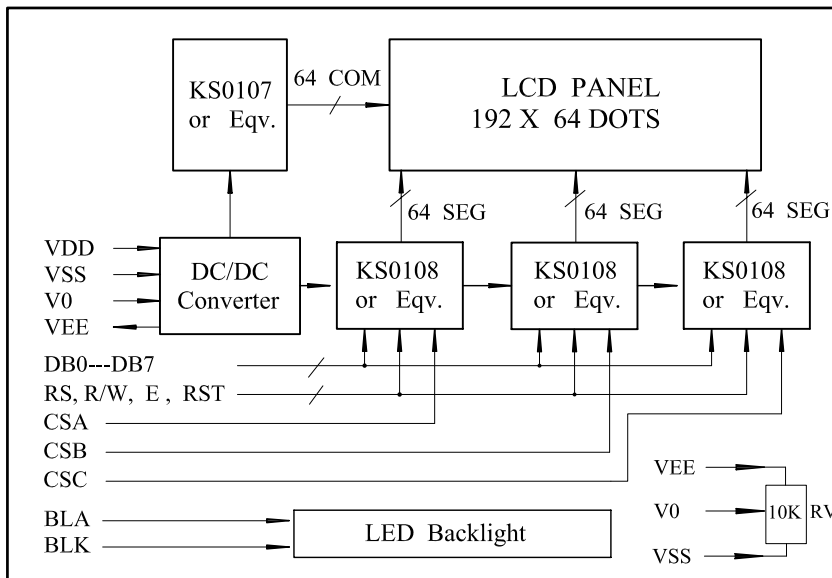 KS0107
or Eqv.
64 COM
LCD PANEL
192 X 64 DOTS
64 SEG
64 SEG
64 SEG
VDD
VSS
V0
VEE
DC/DC
Converter
KS0108
or Eqv.
KS0108
or Eqv.
KS0108
or Eqv.
DB0---DB7
RS, R/W, E , RST
CSA
CSB
CSC
BLA
BLK
LED Backlight
VEE
V0
10K
RV
VSS